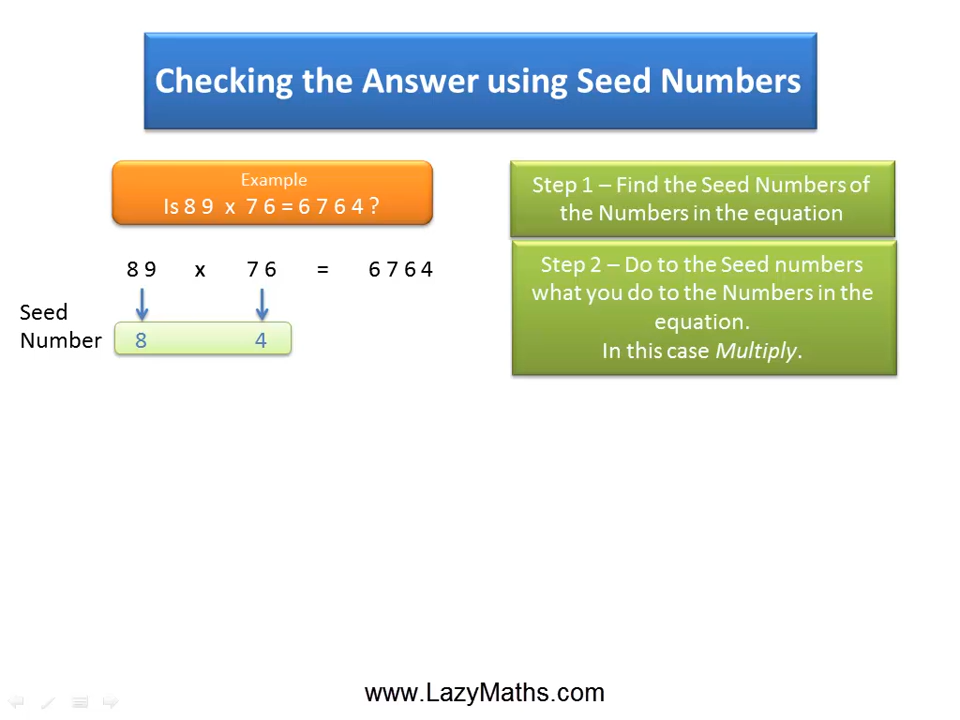 Checking the Answer using Seed Numbers
Example
Is 8 9 x 7 6 = 6 7 6 4 ?
Step 1 – Find the Seed Numbers of
the Numbers in the equation
8 9 x 7 6 = 6 7 6 4
Seed
Number 8 4
Step 2 – Do to the Seed numbers
what you do to the Numbers in the
equation.
In this case Multiply.
www.LazyMaths.com